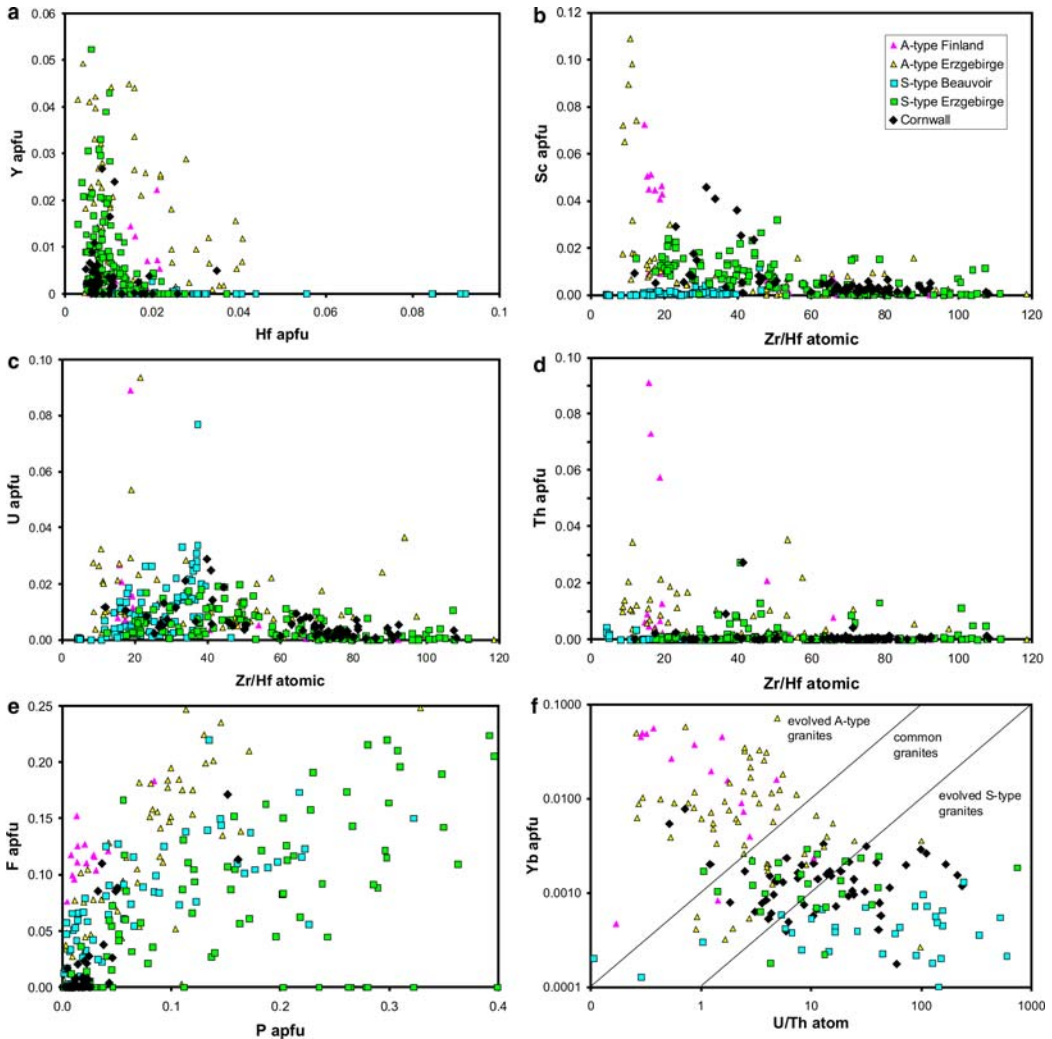 a
0.06
0.05
0.04
0.03
0.02
0.01
0
Y apfu
0
0.02
0.04
0.06
0.08
0.1
Hf apfu
b
0.12
0.10
0.08
0.06
0.04
0.02
0.00
Sc apfu
0
20
40
60
80
100
120
Zr/Hf atomic
A-type Finland
A-type Erzgebirge
S-type Beauvoir
S-type Erzgebirge
Cornwall
c
0.10
0.08
0.06
0.04
0.02
0.00
U apfu
0
20
40
60
80
100
120
Zr/Hf atomic
d
0.10
0.08
0.06
0.04
0.02
0.00
Th apfu
0
20
40
60
80
100
120
Zr/Hf atomic
e
0.25
0.20
0.15
0.10
0.05
0.00
F apfu
0.0
0.1
0.2
0.3
0.4
P apfu
f
0.1000
0.0100
0.0010
0.0001
Yb apfu
evolved A-type
granites
common
granites
evolved S-type
granites
0
1
10
100
1000
U/Th atom